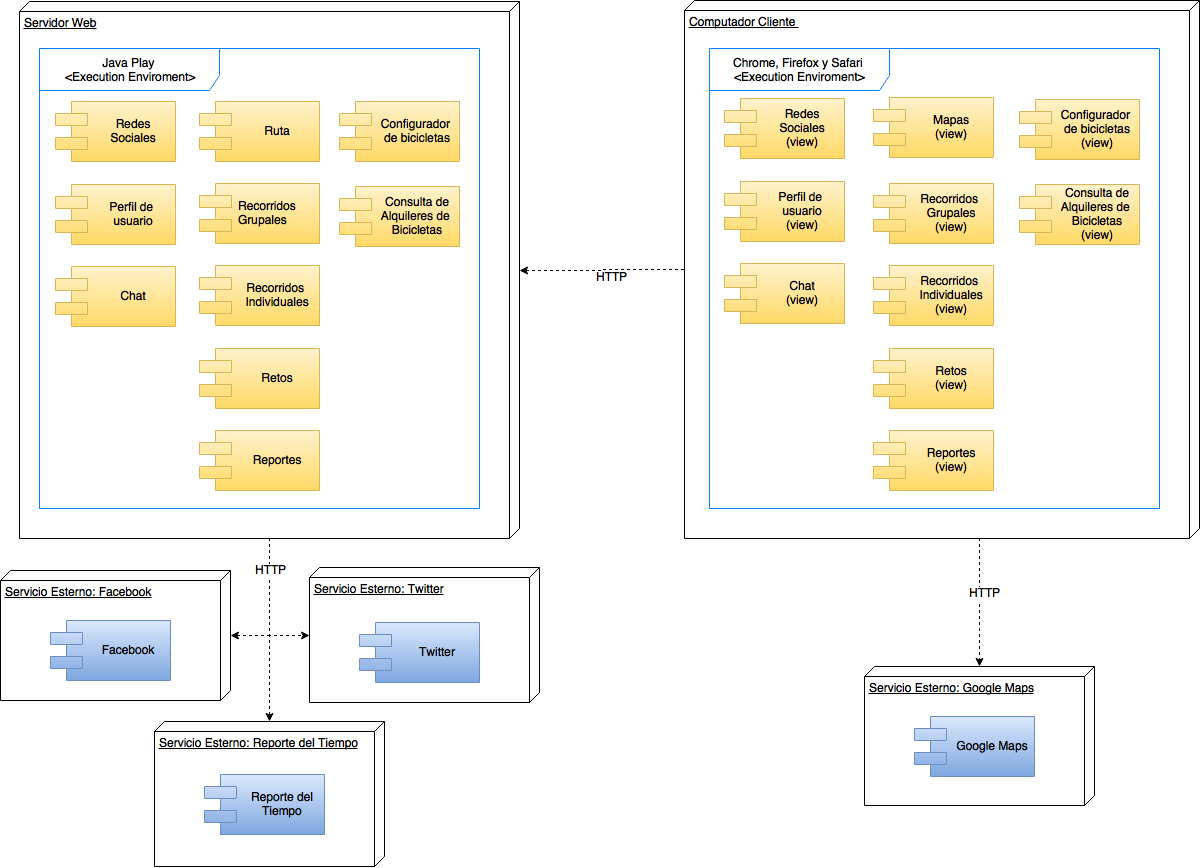 Servidor Web
Java Play
<Execution Enviroment>
Redes
Sociales
Ruta
Configurador
de bicicletas
Perfil de
usuario
Recorridos
Grupales
Consulta de
Alquileres de
Bicicletas
Chat
Recorridos
Individuales
Retos
Reportes
HTTP
Computador Cliente
Chrome, Firefox y Safari
<Execution Enviroment>
Redes
Sociales
(view)
Mapas
(view)
Configurador
de bicicletas
(view)
Perfil de
usuario
(view)
Recorridos
Grupales
(view)
Consulta de
Alquileres de
Bicicletas
(view)
Chat
(view)
Recorridos
Individuales
(view)
Retos
(view)
Reportes
(view)
HTTP
Servicio Esterno: Facebook
Facebook
Servicio Esterno: Twitter
Twitter
Servicio Esterno: Reporte del Tiempo
Reporte del
Tiempo
HTTP
Servicio Esterno: Google Maps
Google Maps